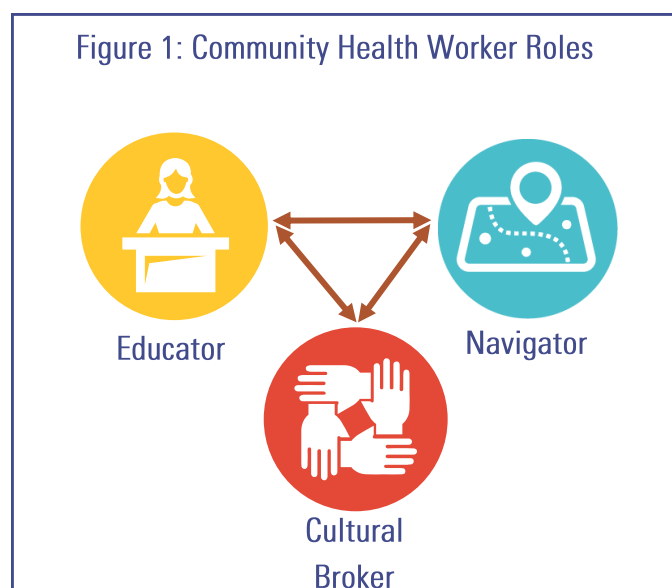 Figure 1: Community Health Worker Roles
Educator
Navigator
Cultural
Broker